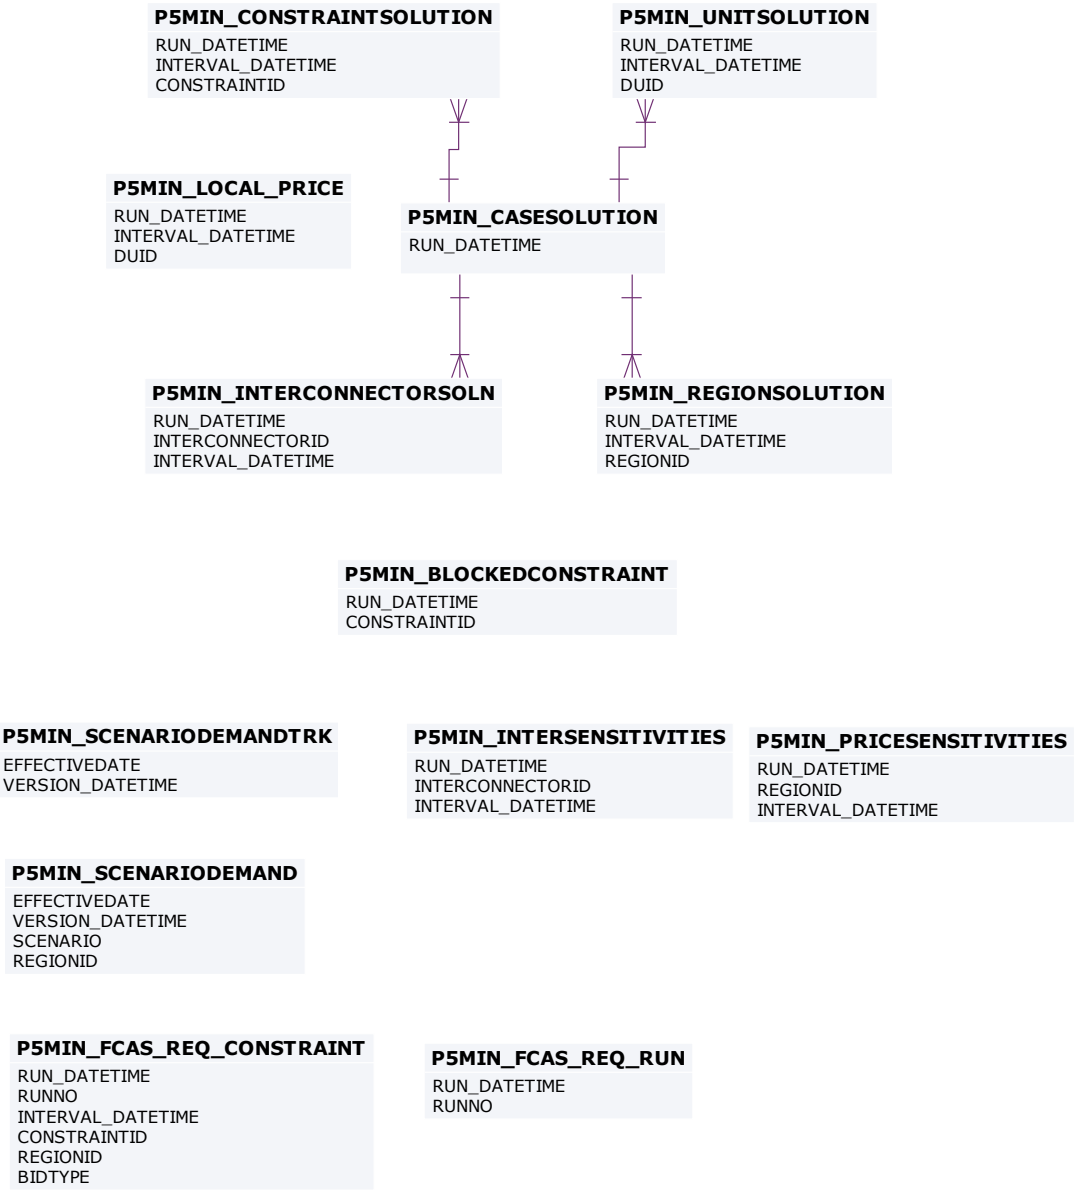 P5MIN_CONSTRAINTSOLUTION
RUN_DATETIME
INTERVAL_DATETIME
CONSTRAINTID
P5MIN_UNITSOLUTION
RUN_DATETIME
INTERVAL_DATETIME
DUID
P5MIN_LOCAL_PRICE
RUN_DATETIME
INTERVAL_DATETIME
DUID
P5MIN_CASESOLUTION
RUN_DATETIME
P5MIN_INTERCONNECTORSOLN
RUN_DATETIME
INTERCONNECTORID
INTERVAL_DATETIME
P5MIN_REGIONSOLUTION
RUN_DATETIME
INTERVAL_DATETIME
REGIONID
P5MIN_BLOCKEDCONSTRAINT
RUN_DATETIME
CONSTRAINTID
P5MIN_SCENARIODEMANDTRK
EFFECTIVEDATE
VERSION_DATETIME
P5MIN_INTERSENSITIVITIES
RUN_DATETIME
INTERCONNECTORID
INTERVAL_DATETIME
P5MIN_PRICESENSITIVITIES
RUN_DATETIME
REGIONID
INTERVAL_DATETIME
P5MIN_SCENARIODEMAND
EFFECTIVEDATE
VERSION_DATETIME
SCENARIO
REGIONID
P5MIN_FCAS_REQ_CONSTRAINT
RUN_DATETIME
RUNNO
INTERVAL_DATETIME
CONSTRAINTID
REGIONID
BIDTYPE
P5MIN_FCAS_REQ_RUN
RUN_DATETIME
RUNNO